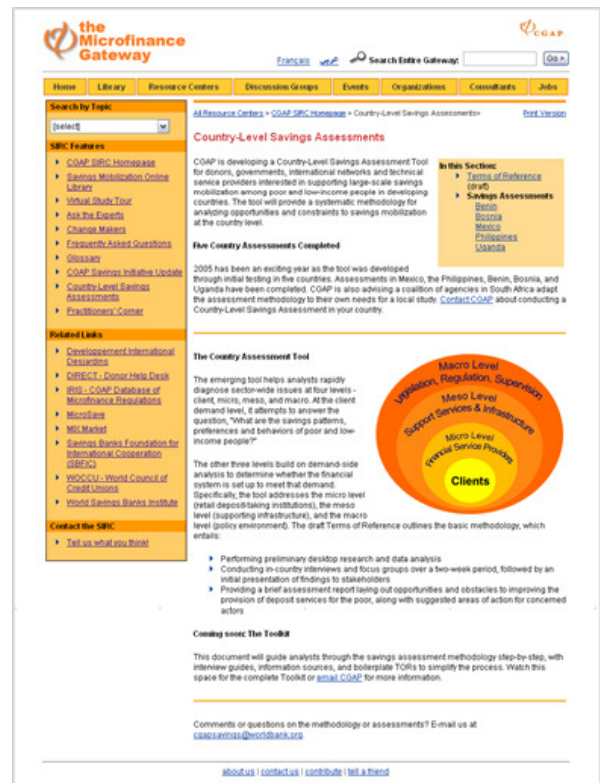 the
Microfinance
Gateway
CGAP
Français
Search Entire Gateway:
Go >
Home Library Resource Centers Discussion Groups Events Organizations Consultants Jobs
Search by Topic
[select]
SIRC Features
CGAP SIRC Homepage
Savings Mobilization Online
Library
Virtual Study Tour
Ask the Experts
Change Makers
Frequently Asked Questions
Glossary
CGAP Savings Initiative Update
Country-Level Savings
Assessments
Practitioners' Corner
Related Links
Developpement International
Desjardins
DIRECT - Donor Help Desk
IRIS - CGAP Database of
Microfinance Regulations
MicroSave
MIX Market
Savings Banks Foundation for
International Cooperation
(SBFIC)
WOCCU - World Council of
Credit Unions
World Savings Banks Institute
Contact the SIRC
Tell us what you think!
All Resource Centers » CGAP SIRC Homepage » Country-Level Savings Assessments»
Print Version
Country-Level Savings Assessments
CGAP is developing a Country-Level Savings Assessment Tool
for donors, governments, international networks and technical
service providers interested in supporting large-scale savings
mobilization among poor and low-income people in developing
countries. The tool will provide a systematic methodology for
analyzing opportunities and constraints to savings mobilization
at the country level.
In this Section:
Terms of Reference
(draft)
Savings Assessments
Benin
Bosnia
Mexico
Philippines
Uganda
Five Country Assessments Completed
2005 has been an exciting year as the tool was developed
through initial testing in five countries. Assessments in Mexico, the Philippines, Benin, Bosnia, and
Uganda have been completed. CGAP is also advising a coalition of agencies in South Africa adapt
the assessment methodology to their own needs for a local study. Contact CGAP about conducting a
Country-Level Savings Assessment in your country.
The Country Assessment Tool
The emerging tool helps analysts rapidly
diagnose sector-wide issues at four levels -
client, micro, meso, and macro. At the client
demand level, it attempts to answer the
question, "What are the savings patterns,
preferences and behaviors of poor and low-
income people?"
The other three levels build on demand-side
analysis to determine whether the financial
system is set up to meet that demand.
Specifically, the tool addresses the micro level
(retail deposit-taking institutions), the meso
level (supporting infrastructure), and the macro
level (policy environment). The draft Terms of Reference outlines the basic methodology, which
entails:
Macro Level
Legislation, Regulation, Supervision
Meso Level
Support Services & Infrastructure
Micro Level
Financial Service Providers
Clients
Performing preliminary desktop research and data analysis
Conducting in-country interviews and focus groups over a two-week period, followed by an
initial presentation of findings to stakeholders
Providing a brief assessment report laying out opportunities and obstacles to improving the
provision of deposit services for the poor, along with suggested areas of action for concerned
actors
Coming soon: The Toolkit
This document will guide analysts through the savings assessment methodology step-by-step, with
interview guides, information sources, and boilerplate TORs to simplify the process. Watch this
space for the complete Toolkit or email CGAP for more information.
Comments or questions on the methodology or assessments? E-mail us at
cgapsavings@worldbank.org.
about us | contact us | contribute | tell a friend